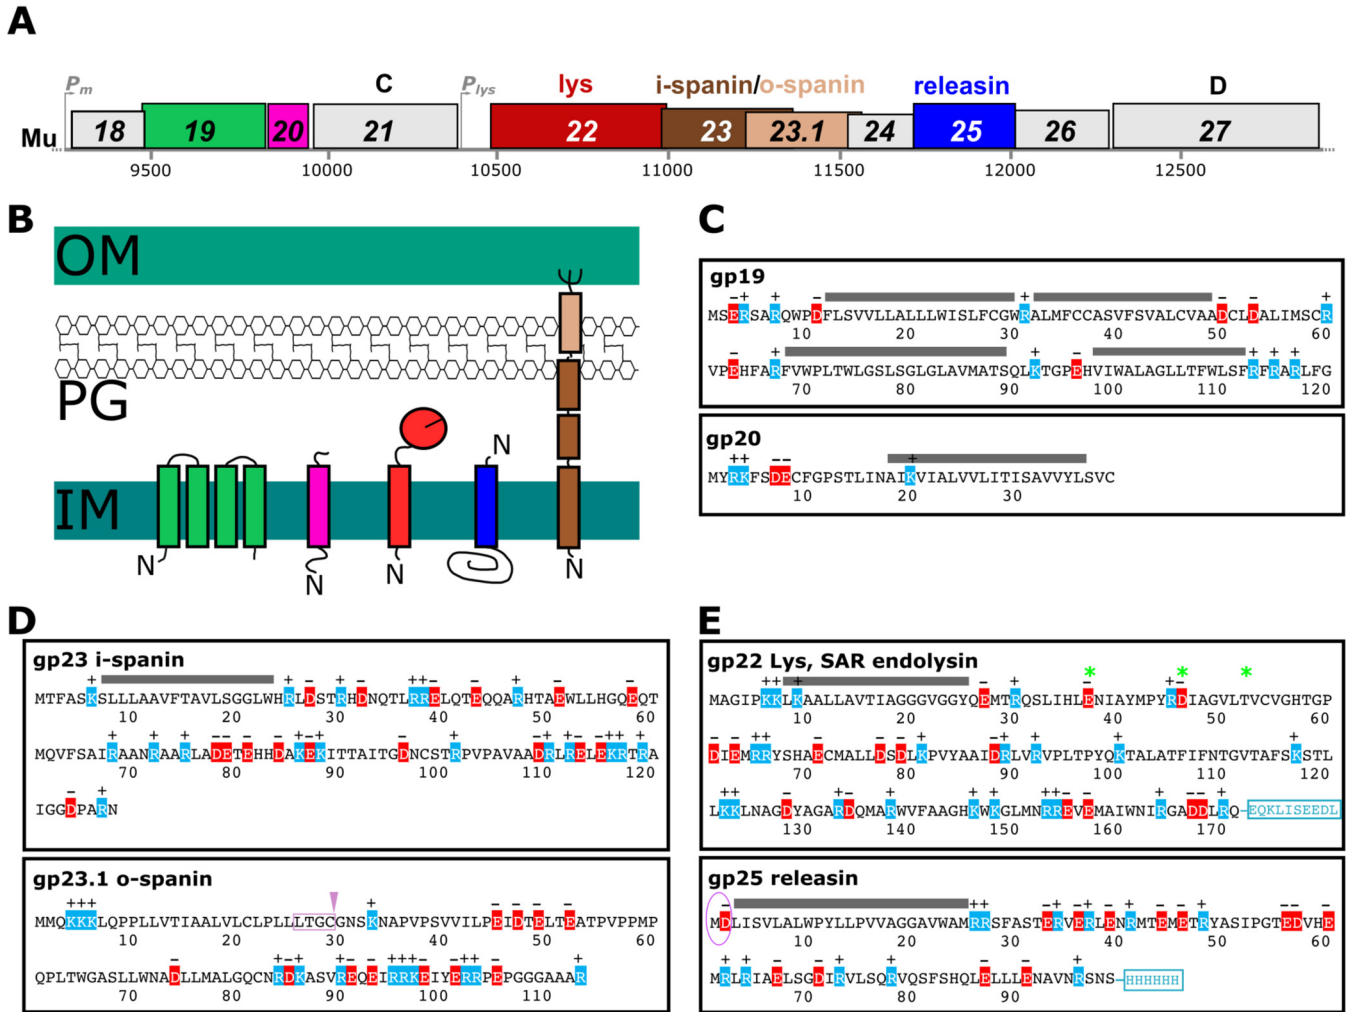 A
Pm
C
Plys
lys
i-spanin/o-spanin
releasin
D
Mu
18 19 20 21 22 23 23.1 24 25 26 27
9500 10000 10500 11000 11500 12000 12500
B
OM
PG
IM
N
N
N
N
N
C
gp19
- + + - + - - +
MSERSARQWPDFLSVVLLALLLWISLFCGWRALMFCCASVFSVALCVAADCLDALIMSCR
10 20 30 40 50 60
- + + - + + +
VPEHFARFVWPLTWLGSLSGLGLAVMATSQLKTGPEHVIWALAGLLTFWLSFRFRARLFG
70 80 90 100 110 120
gp20
++ -- +
MYRKFSDECFGPSTLINAIKVIALVVLITISAVVYLSVC
10 20 30
D
gp23 i-spanin
+ + - + - ++- - + - -
MTFASKSLLLAAVFTAVLSGGLWHRLDSTRHDNQTLRRELQTEQQARHTAEWLLHGQEQT
10 20 30 40 50 60
+ + + -- - - +-+ - + -+ + - -++ +
MQVFSAIRAANRAARLADETEHHDAKEKITTAITGDNCSTRPVPAVAADRLRELEKRTRA
70 80 90 100 110 120
- +
IGGDPARN
gp23.1 o-spanin
+++ + - - - -
MMQKKKLQPPLLVTIAALVLCLPLLLTGCGNSKNAPVPSVVILPEIDTELTEATPVPPMP
10 20 30 40 50 60
- +-+ +- - +++- -++ - +
QPLTWGASLLWNADLLMALGQCNRDKASVREQEIRRKEIYERRPEPGGGAAAR
70 80 90 100 110
E
gp22 Lys, SAR endolysin
* * *
++ + - + - +-
MAGIPKKLKAALLAVTIAGGGVGGYQEMTRQSLIHLENIAYMPYRDIAGVLTVCVGHTGP
10 20 30 40 50 60
- - ++ - - - + -+ + + +
DIEMRRYSHAECMALLDSDLKPVYAAIDRLVRVPLTPYQKTALATFIFNTGVTAFSKSTL
70 80 90 100 110 120
++ - +- + + + ++- - + -- +
LKKLNAGDYAGARDQMARWVFAAGHKWKGLMNRREVEMAIWNIRGADDLRQ-EQKLISEEDL
130 140 150 160 170
gp25 releasin
- ++ -+ -+ - + - - + -- -
MDLISVLALWPYLLPVVAGGAVWAMRRSFASTERVERLENRMTEMETRYASIPGTEDVHE
10 20 30 40 50 60
+ + - - + + + - - +
MRLRIAELSGDIRVLSQRVQSFSHQLELLLENAVNRSNS-HHHHHH
70 80 90